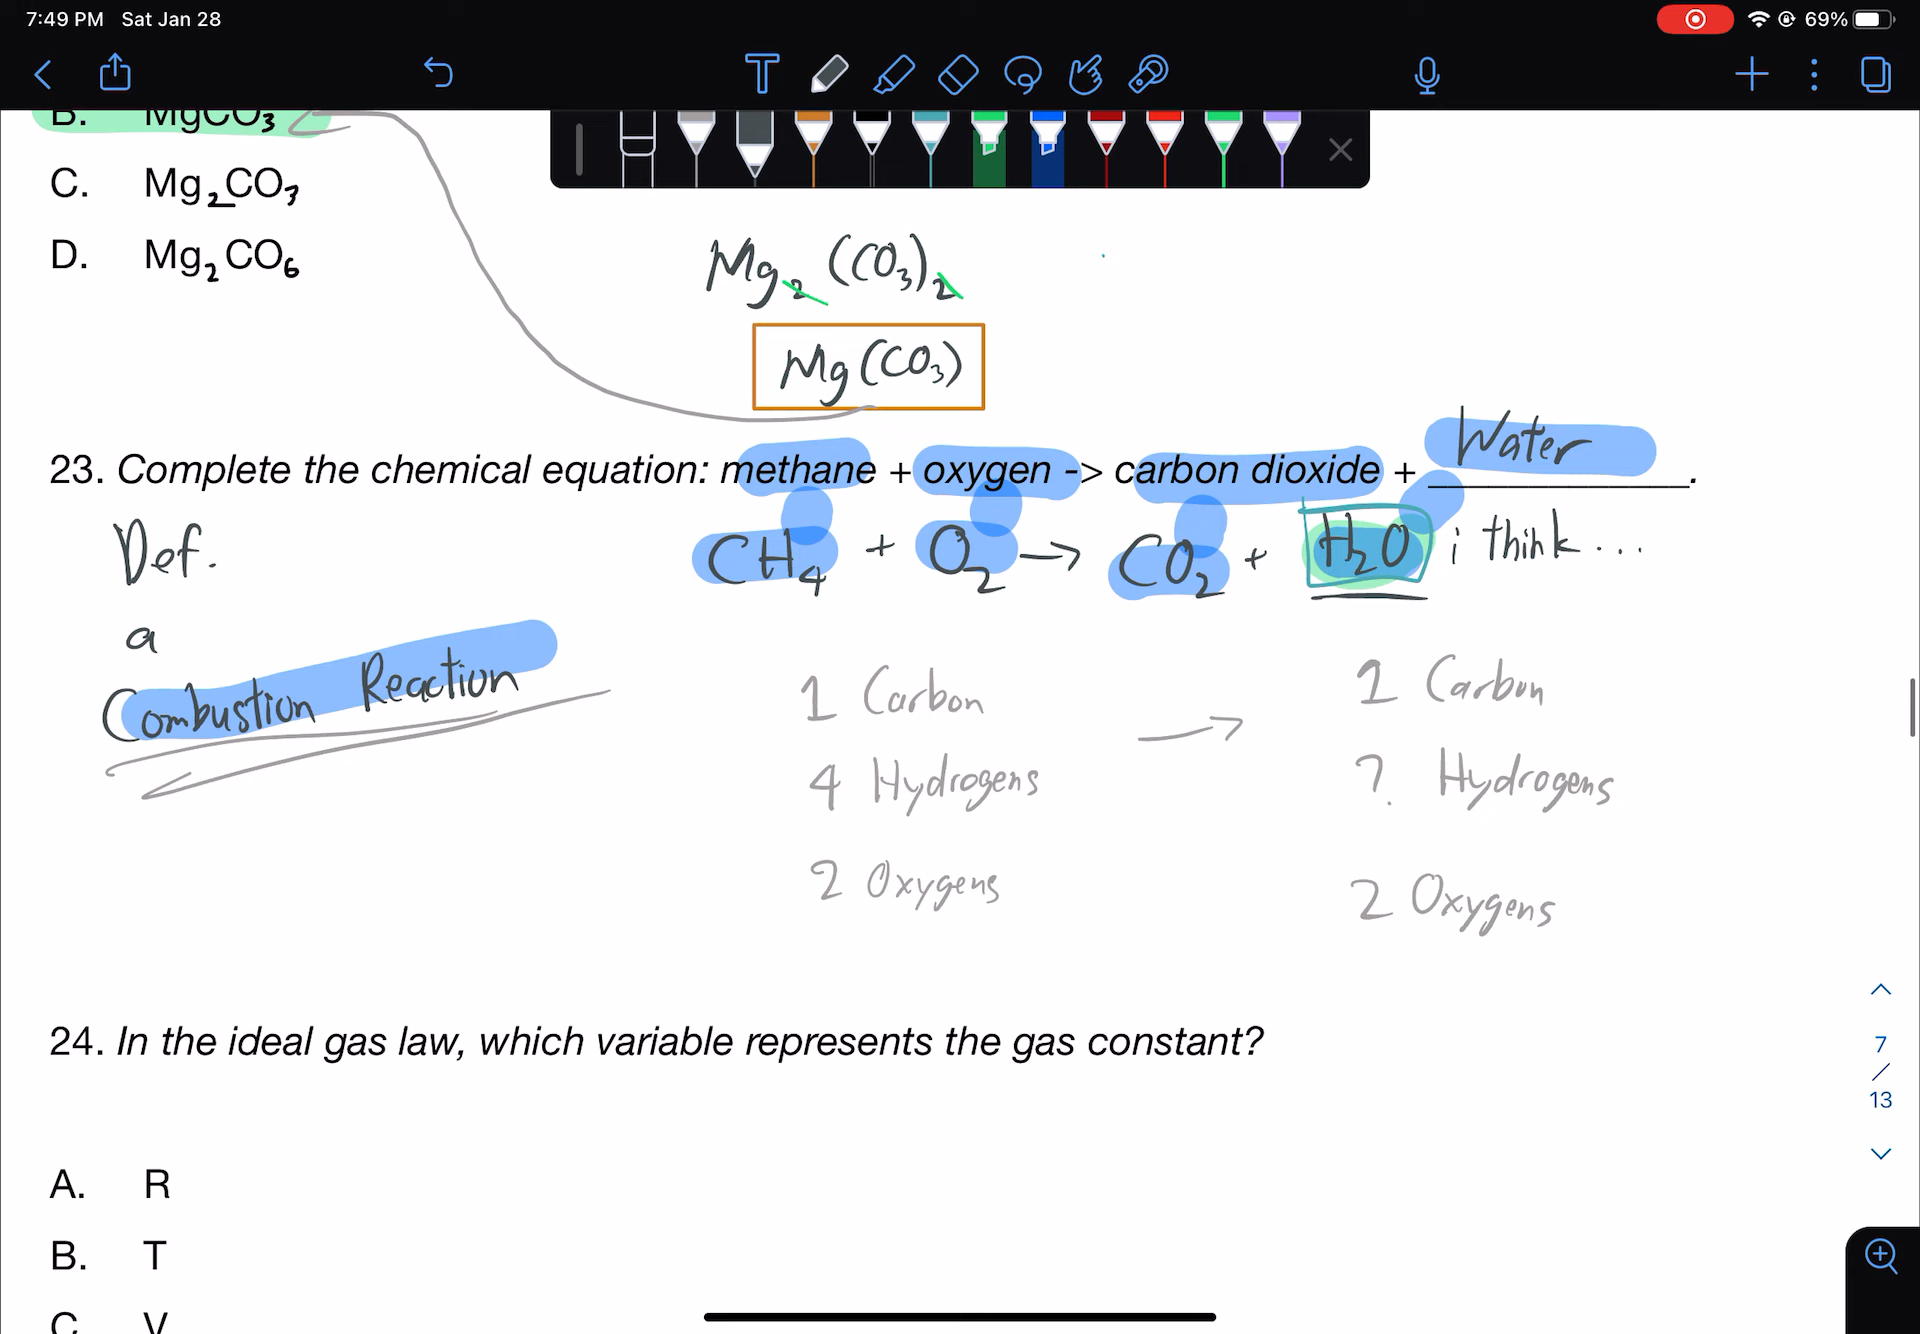 7:49 PM Sat Jan 28
69%
B. MgCO₃
C. Mg₂CO₇
D. Mg₂CO₆
Mg₂ (CO₃)₂
Mg (CO₃)
Water
23. Complete the chemical equation: methane + oxygen -> carbon dioxide + ______________.
Def. CH₄ + O₂ → CO₂ + H₂O i think...
a
Combustion Reaction
1 Carbon → 1 Carbon
4 Hydrogens ? Hydrogens
2 Oxygens 2 Oxygens
24. In the ideal gas law, which variable represents the gas constant?
7
/
13
A. R
B. T
C. V